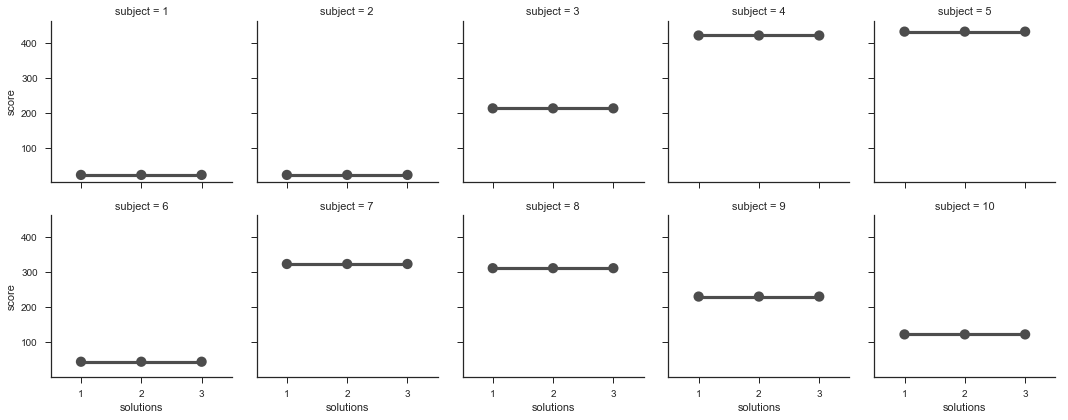 subject = 1
subject = 2
subject = 3
subject = 4
subject = 5
400
300
200
100
score
subject = 6
subject = 7
subject = 8
subject = 9
subject = 10
400
300
200
100
score
1 2 3
1 2 3
1 2 3
1 2 3
1 2 3
solutions
solutions
solutions
solutions
solutions